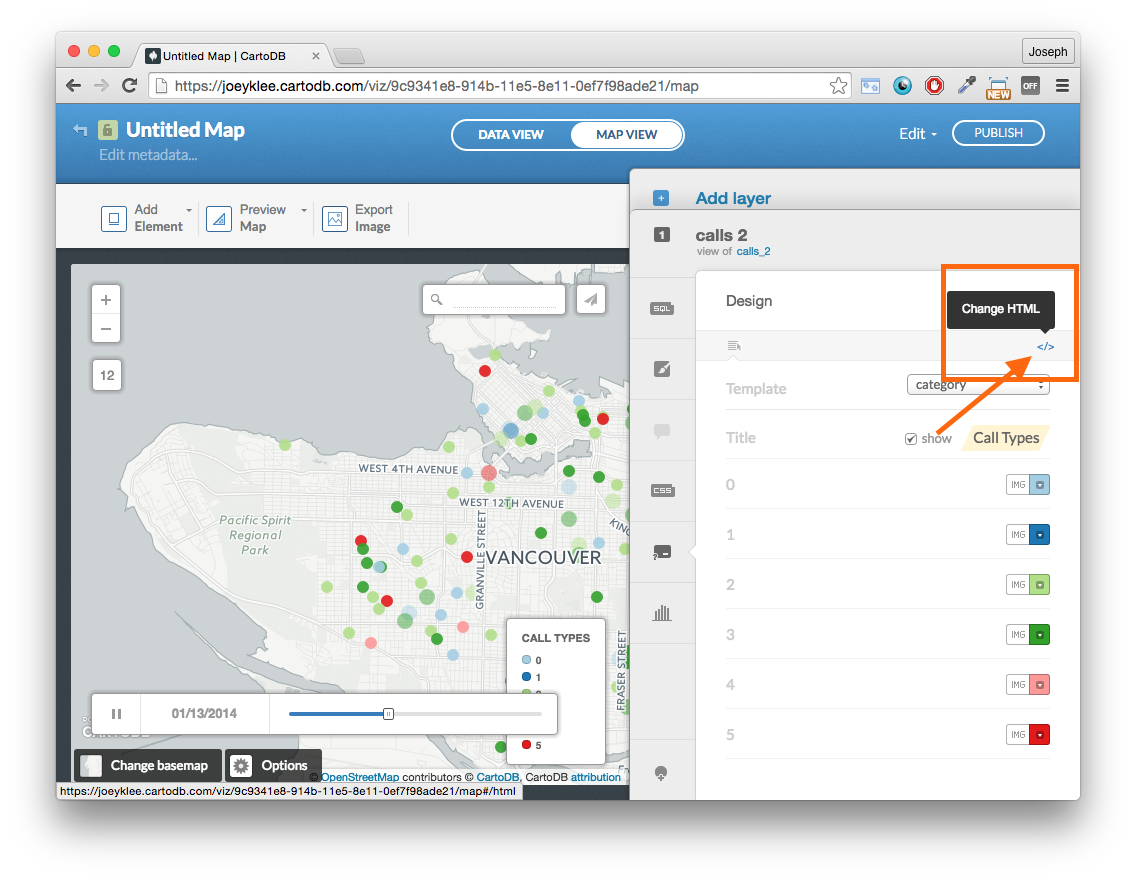 Untitled Map | CartoDB
Joseph
https://joeyklee.cartodb.com/viz/9c9341e8-914b-11e5-8e11-0ef7f98ade21/map
NEW
OFF
Untitled Map
Edit metadata...
DATA VIEW
MAP VIEW
Edit
PUBLISH
Add Element
Preview Map
Export Image
Add layer
1
calls 2
view of calls_2
SQL
CSS
Design
Change HTML
</>
Template
category
Title
show
Call Types
0
IMG
1
IMG
2
IMG
3
IMG
4
IMG
5
IMG
+
−
12
WEST 4TH AVENUE
WEST 12TH AVENUE
Pacific Spirit
Regional
Park
GRANVILLE STREET
VANCOUVER
FRASER STREET
CALL TYPES
0
1
5
01/13/2014
CARTODB
Change basemap
Options
© OpenStreetMap contributors © CartoDB, CartoDB attribution
https://joeyklee.cartodb.com/viz/9c9341e8-914b-11e5-8e11-0ef7f98ade21/map#/html